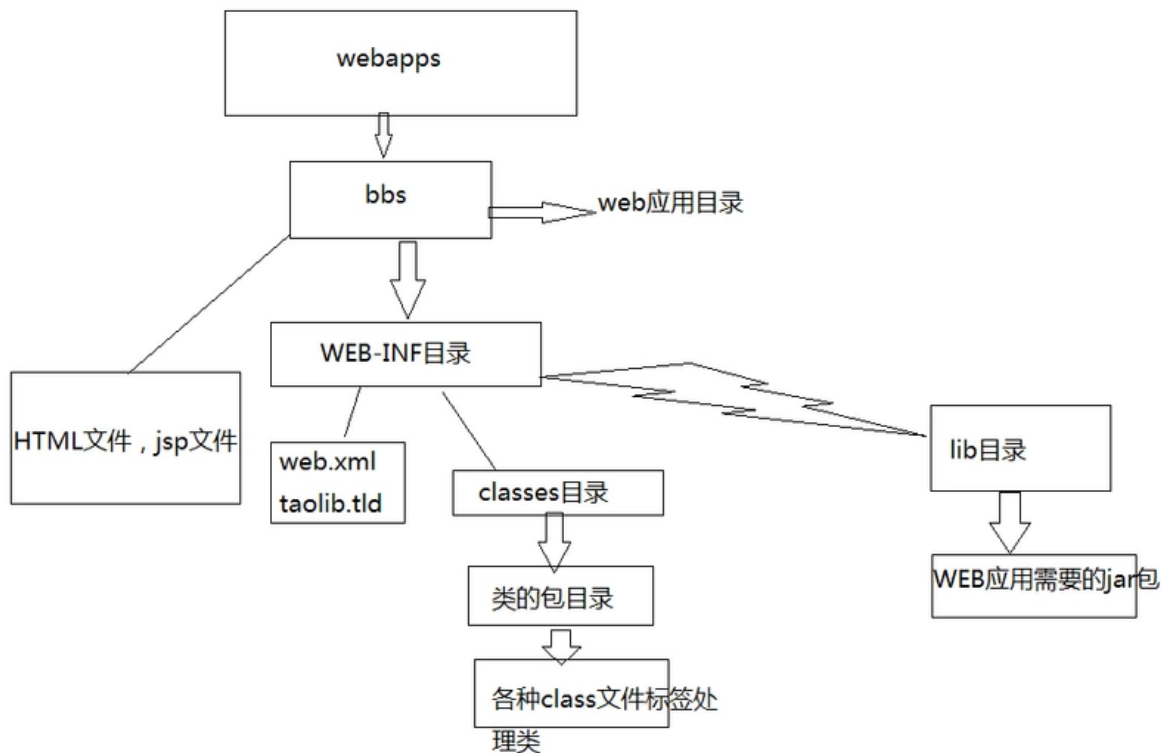 webapps
bbs
web应用目录
WEB-INF目录
HTML文件，jsp文件
web.xml
taolib.tld
classes目录
lib目录
类的包目录
WEB应用需要的jar包
各种class文件标签处
理类